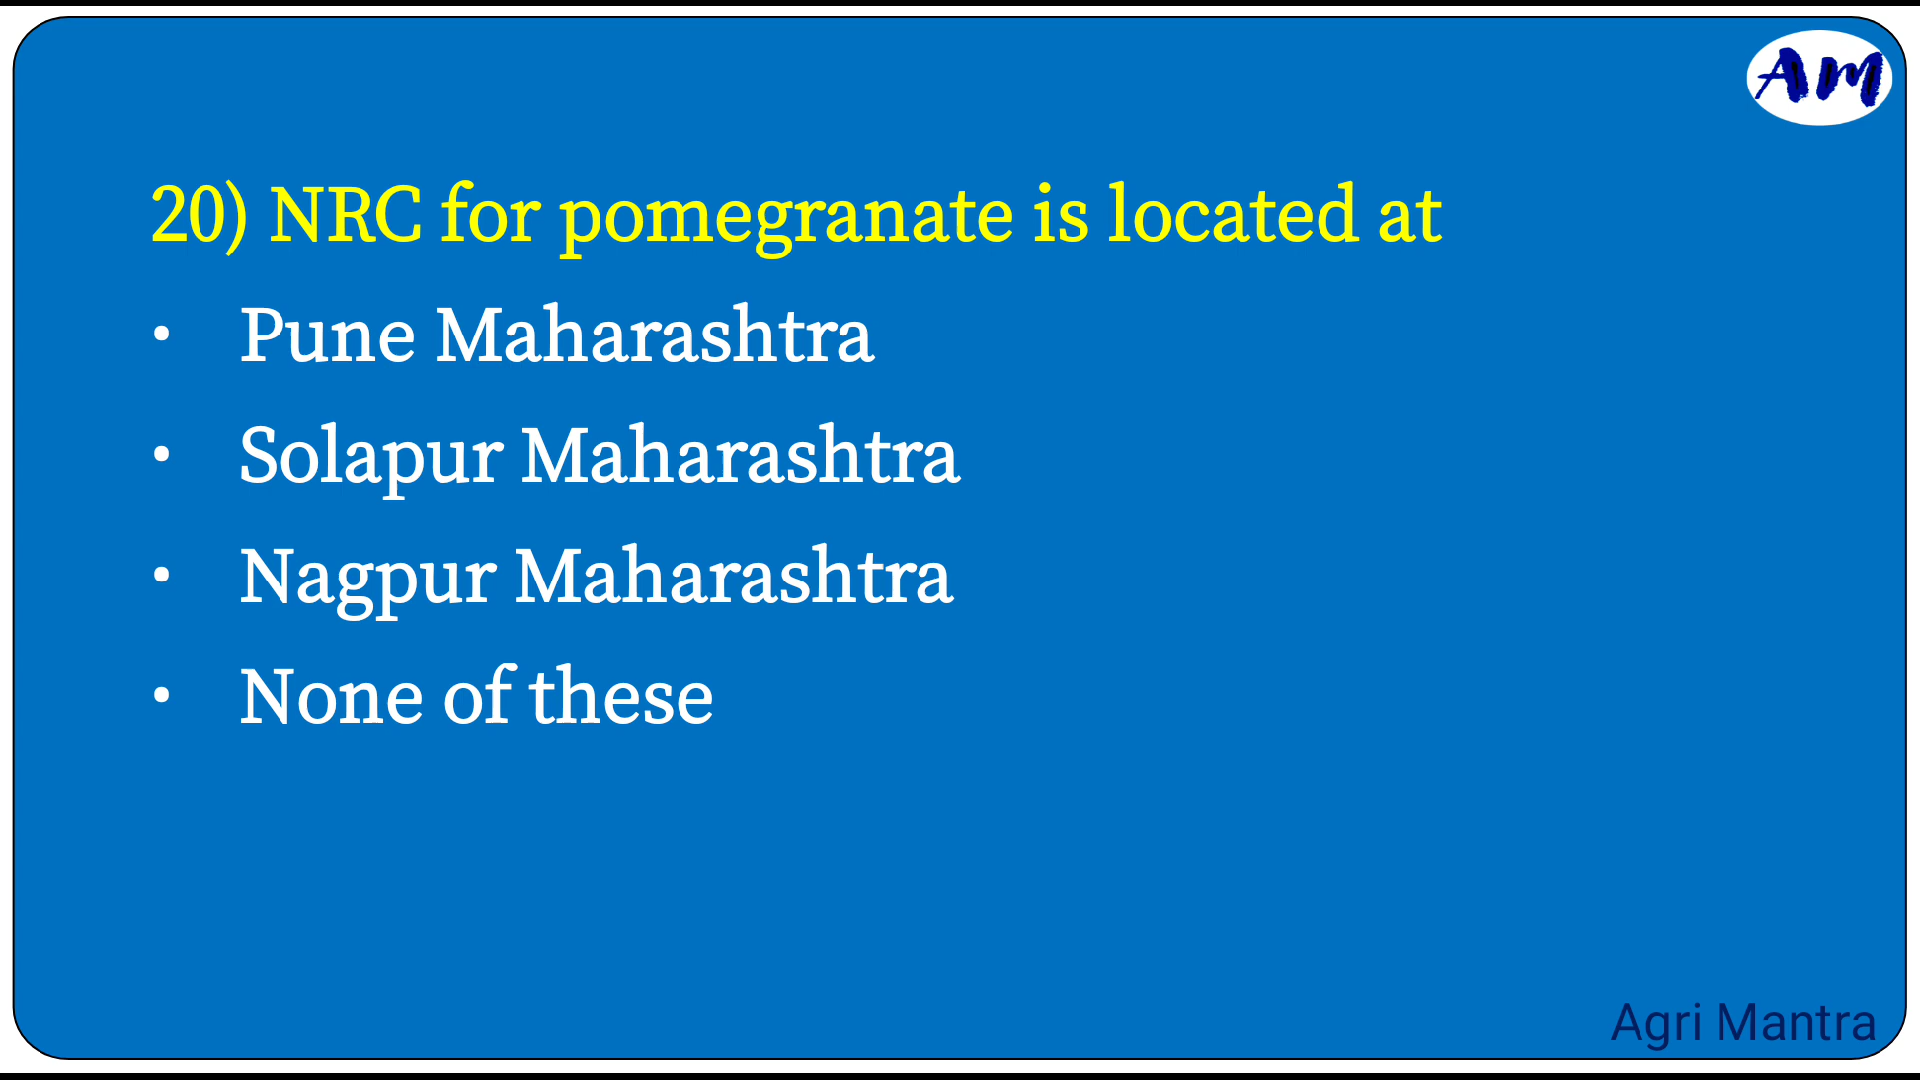 AM
20) NRC for pomegranate is located at
• Pune Maharashtra
• Solapur Maharashtra
• Nagpur Maharashtra
• None of these
Agri Mantra